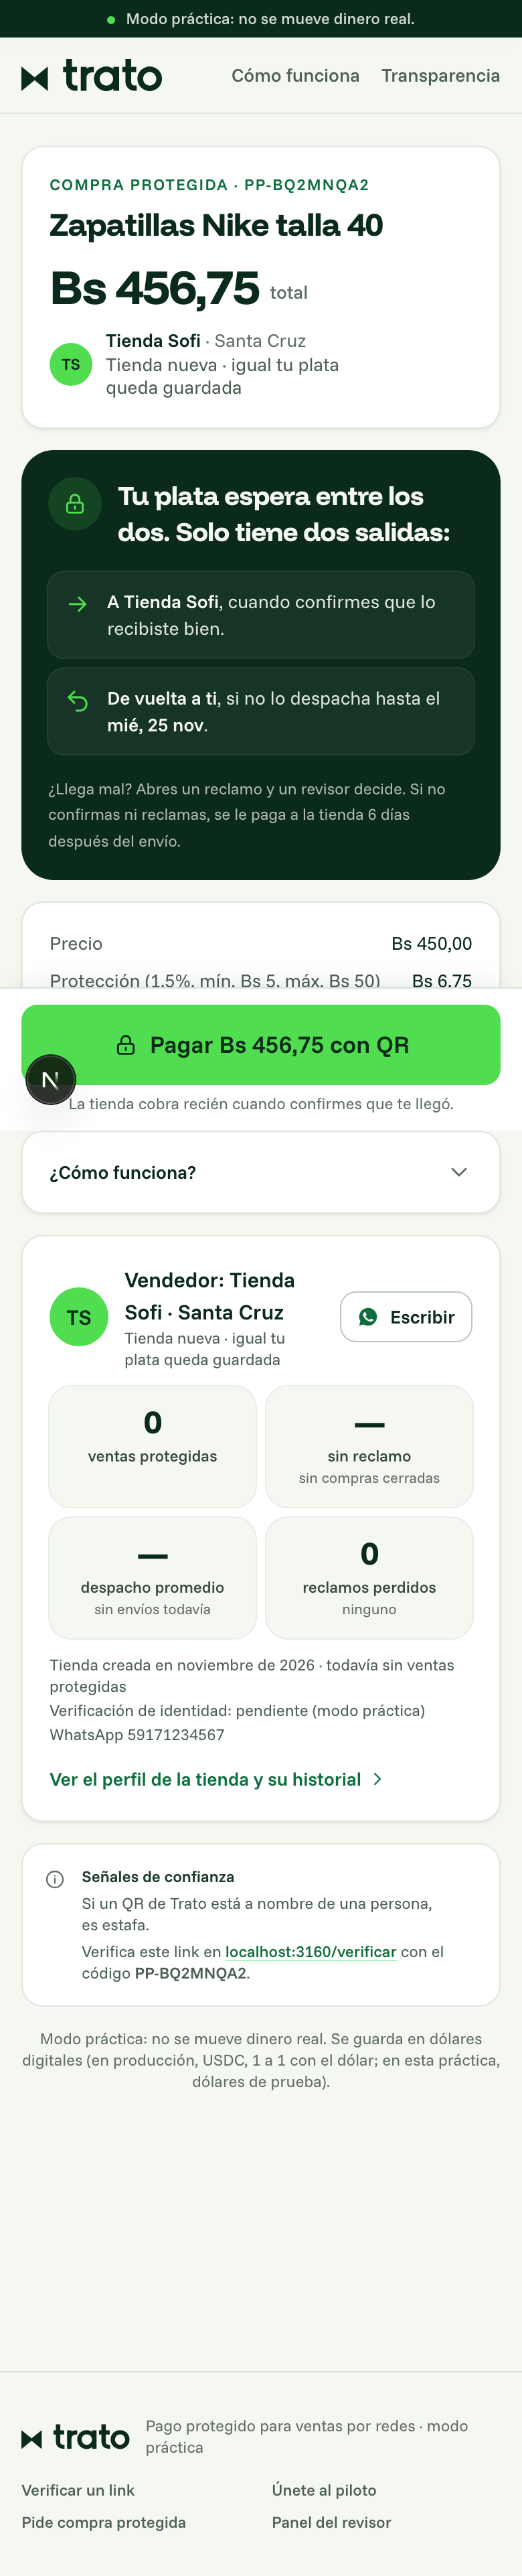 Modo práctica: no se mueve dinero real.
trato
Cómo funciona
Transparencia
COMPRA PROTEGIDA · PP-BQ2MNQA2
Zapatillas Nike talla 40
Bs 456,75 total
TS
Tienda Sofi · Santa Cruz
Tienda nueva · igual tu plata
queda guardada
Tu plata espera entre los
dos. Solo tiene dos salidas:
A Tienda Sofi, cuando confirmes que lo
recibiste bien.
De vuelta a ti, si no lo despacha hasta el
mié, 25 nov.
¿Llega mal? Abres un reclamo y un revisor decide. Si no
confirmas ni reclamas, se le paga a la tienda 6 días
después del envío.
Precio Bs 450,00
Protección (1.5%, mín. Bs 5, máx. Bs 50) Bs 6,75
Pagar Bs 456,75 con QR
N
La tienda cobra recién cuando confirmes que te llegó.
¿Cómo funciona?
TS
Vendedor: Tienda
Sofi · Santa Cruz
Tienda nueva · igual tu
plata queda guardada
Escribir
0
ventas protegidas
—
sin reclamo
sin compras cerradas
—
despacho promedio
sin envíos todavía
0
reclamos perdidos
ninguno
Tienda creada en noviembre de 2026 · todavía sin ventas
protegidas
Verificación de identidad: pendiente (modo práctica)
WhatsApp 59171234567
Ver el perfil de la tienda y su historial
Señales de confianza
Si un QR de Trato está a nombre de una persona,
es estafa.
Verifica este link en localhost:3160/verificar con el
código PP-BQ2MNQA2.
Modo práctica: no se mueve dinero real. Se guarda en dólares
digitales (en producción, USDC, 1 a 1 con el dólar; en esta práctica,
dólares de prueba).
trato
Pago protegido para ventas por redes · modo
práctica
Verificar un link
Únete al piloto
Pide compra protegida
Panel del revisor